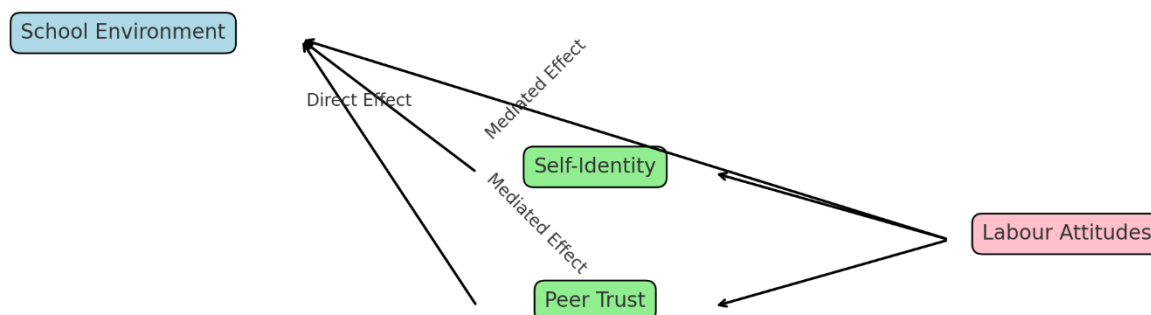 School Environment
Mediated Effect
Direct Effect
Self-Identity
Mediated Effect
Labour Attitudes
Peer Trust